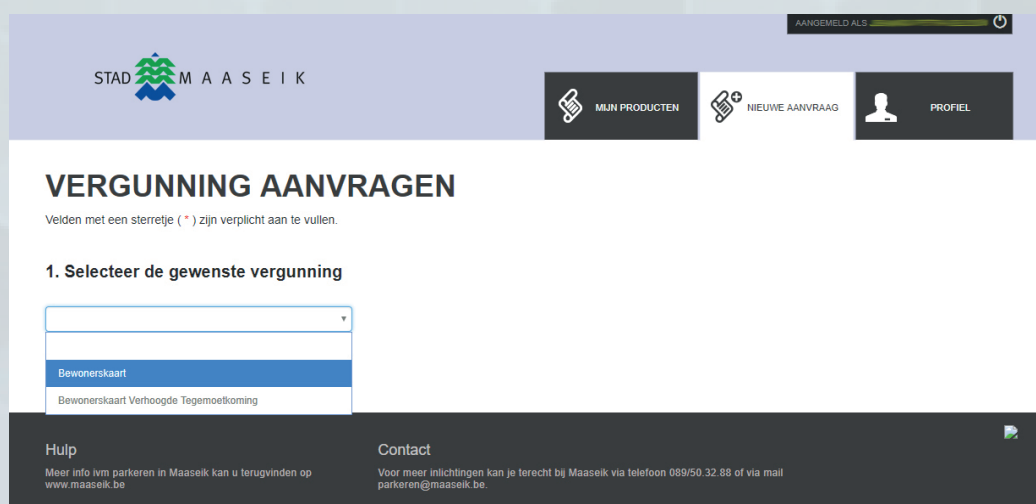 AANGEMELD ALS
STAD MAASEIK
MIJN PRODUCTEN
NIEUWE AANVRAAG
PROFIEL
VERGUNNING AANVRAGEN
Velden met een sterretje ( * ) zijn verplicht aan te vullen.
1. Selecteer de gewenste vergunning
Bewonerskaart
Bewonerskaart Verhoogde Tegemoetkoming
Hulp
Meer info ivm parkeren in Maaseik kan u terugvinden op
www.maaseik.be
Contact
Voor meer inlichtingen kan je terecht bij Maaseik via telefoon 089/50.32.88 of via mail
parkeren@maaseik.be.